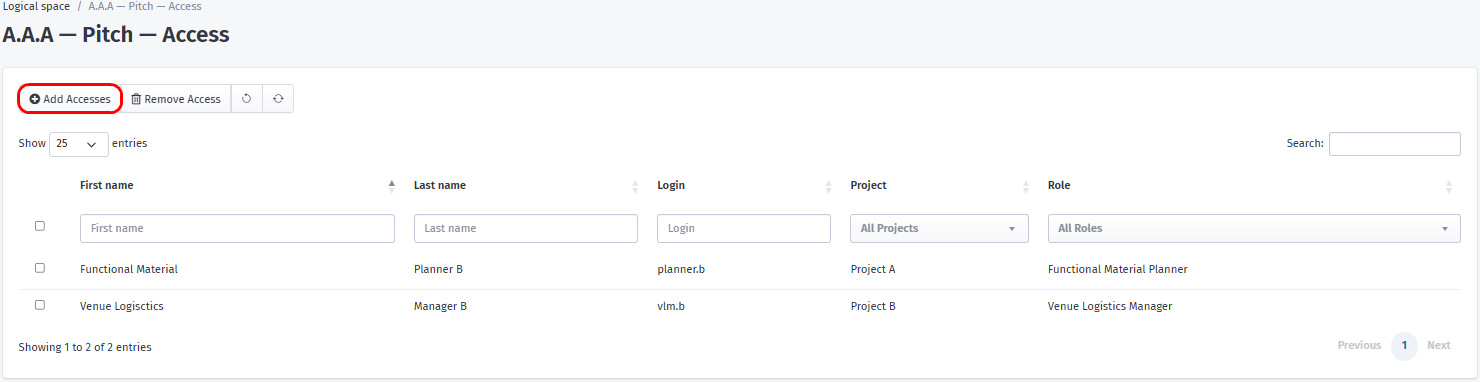 Logical space / A.A.A — Pitch — Access
A.A.A — Pitch — Access
Add Accesses Remove Access
Show 25 entries Search:
First name Last name Login Project Role
First name Last name Login All Projects All Roles
Functional Material Planner B planner.b Project A Functional Material Planner
Venue Logisctics Manager B vlm.b Project B Venue Logistics Manager
Showing 1 to 2 of 2 entries Previous 1 Next